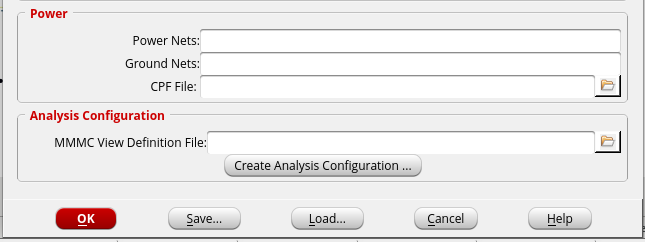 Power
Power Nets:
Ground Nets:
CPF File:
Analysis Configuration
MMMC View Definition File:
Create Analysis Configuration ...
OK Save... Load... Cancel Help